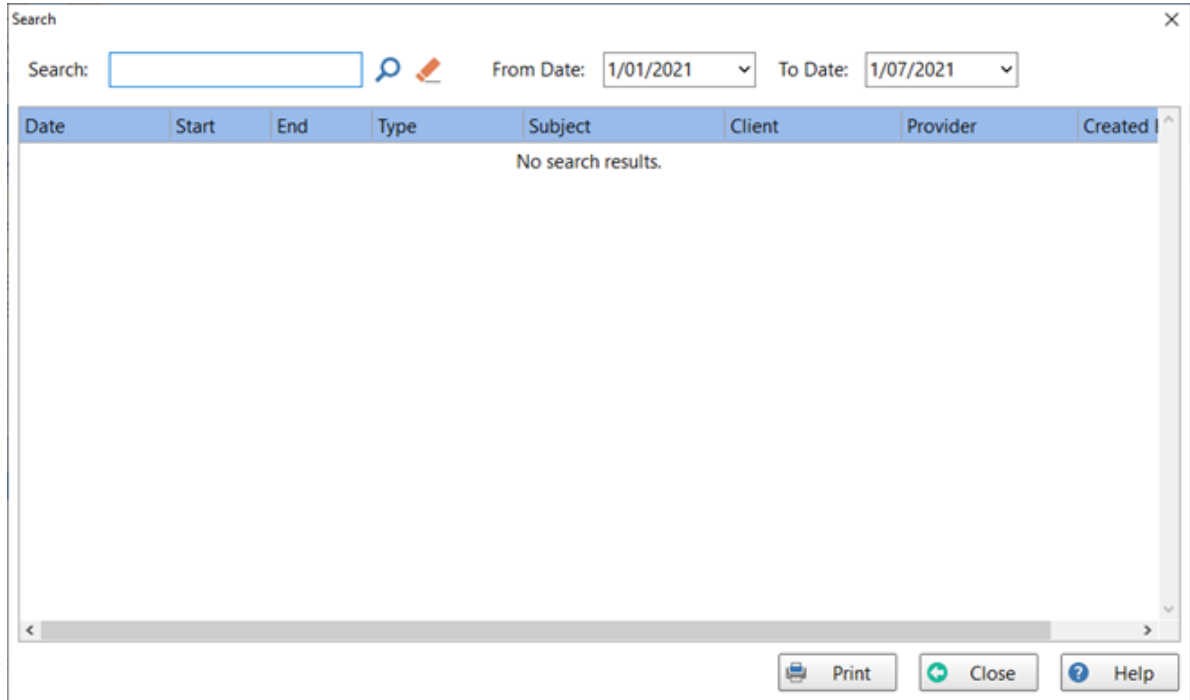 Search
Search: From Date: 1/01/2021 To Date: 1/07/2021
Date Start End Type Subject Client Provider Created
No search results.
Print Close Help